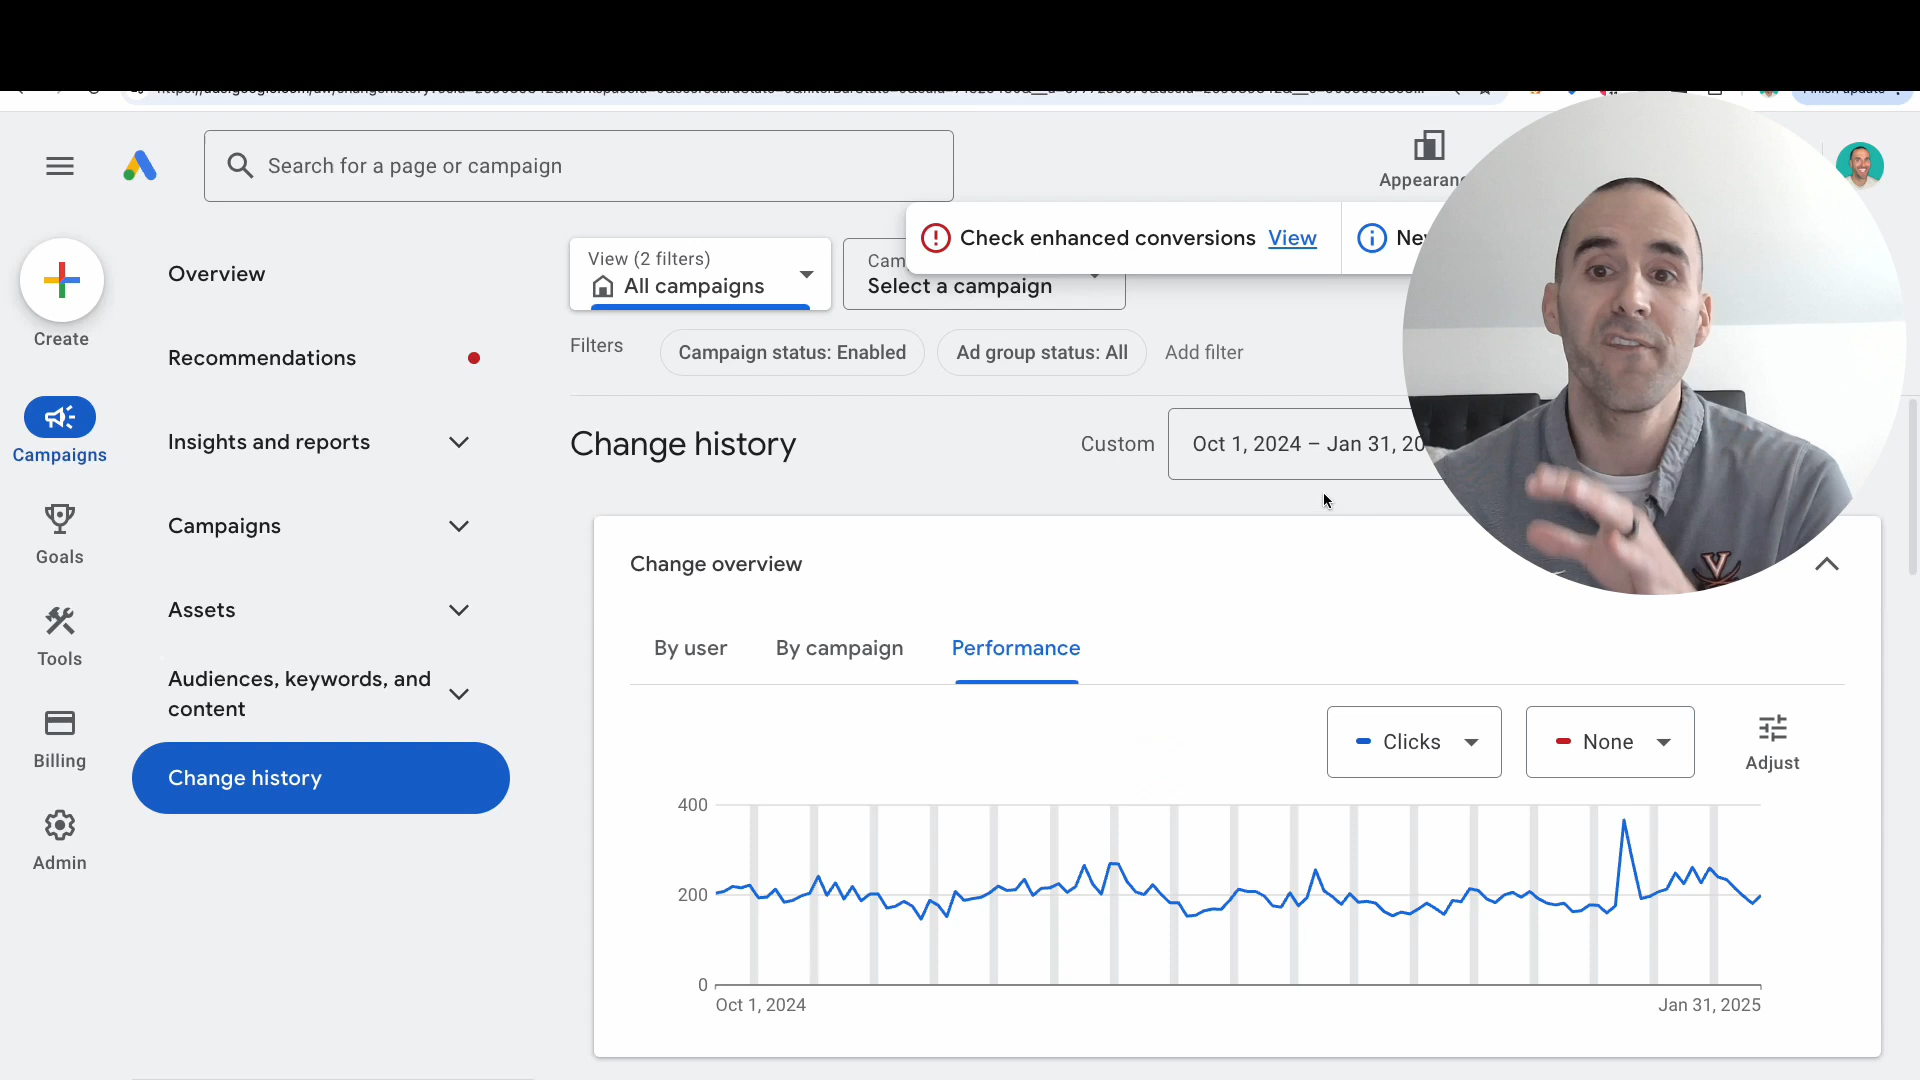 Search for a page or campaign
Appearanc
Check enhanced conversions View
Ne
Create
Campaigns
Goals
Tools
Billing
Admin
Overview
Recommendations
Insights and reports
Campaigns
Assets
Audiences, keywords, and
content
Change history
View (2 filters)
All campaigns
Cam
Select a campaign
Filters
Campaign status: Enabled
Ad group status: All
Add filter
Change history
Custom
Oct 1, 2024 – Jan 31, 20
Change overview
By user
By campaign
Performance
Clicks
None
Adjust
400
200
0
Oct 1, 2024
Jan 31, 2025